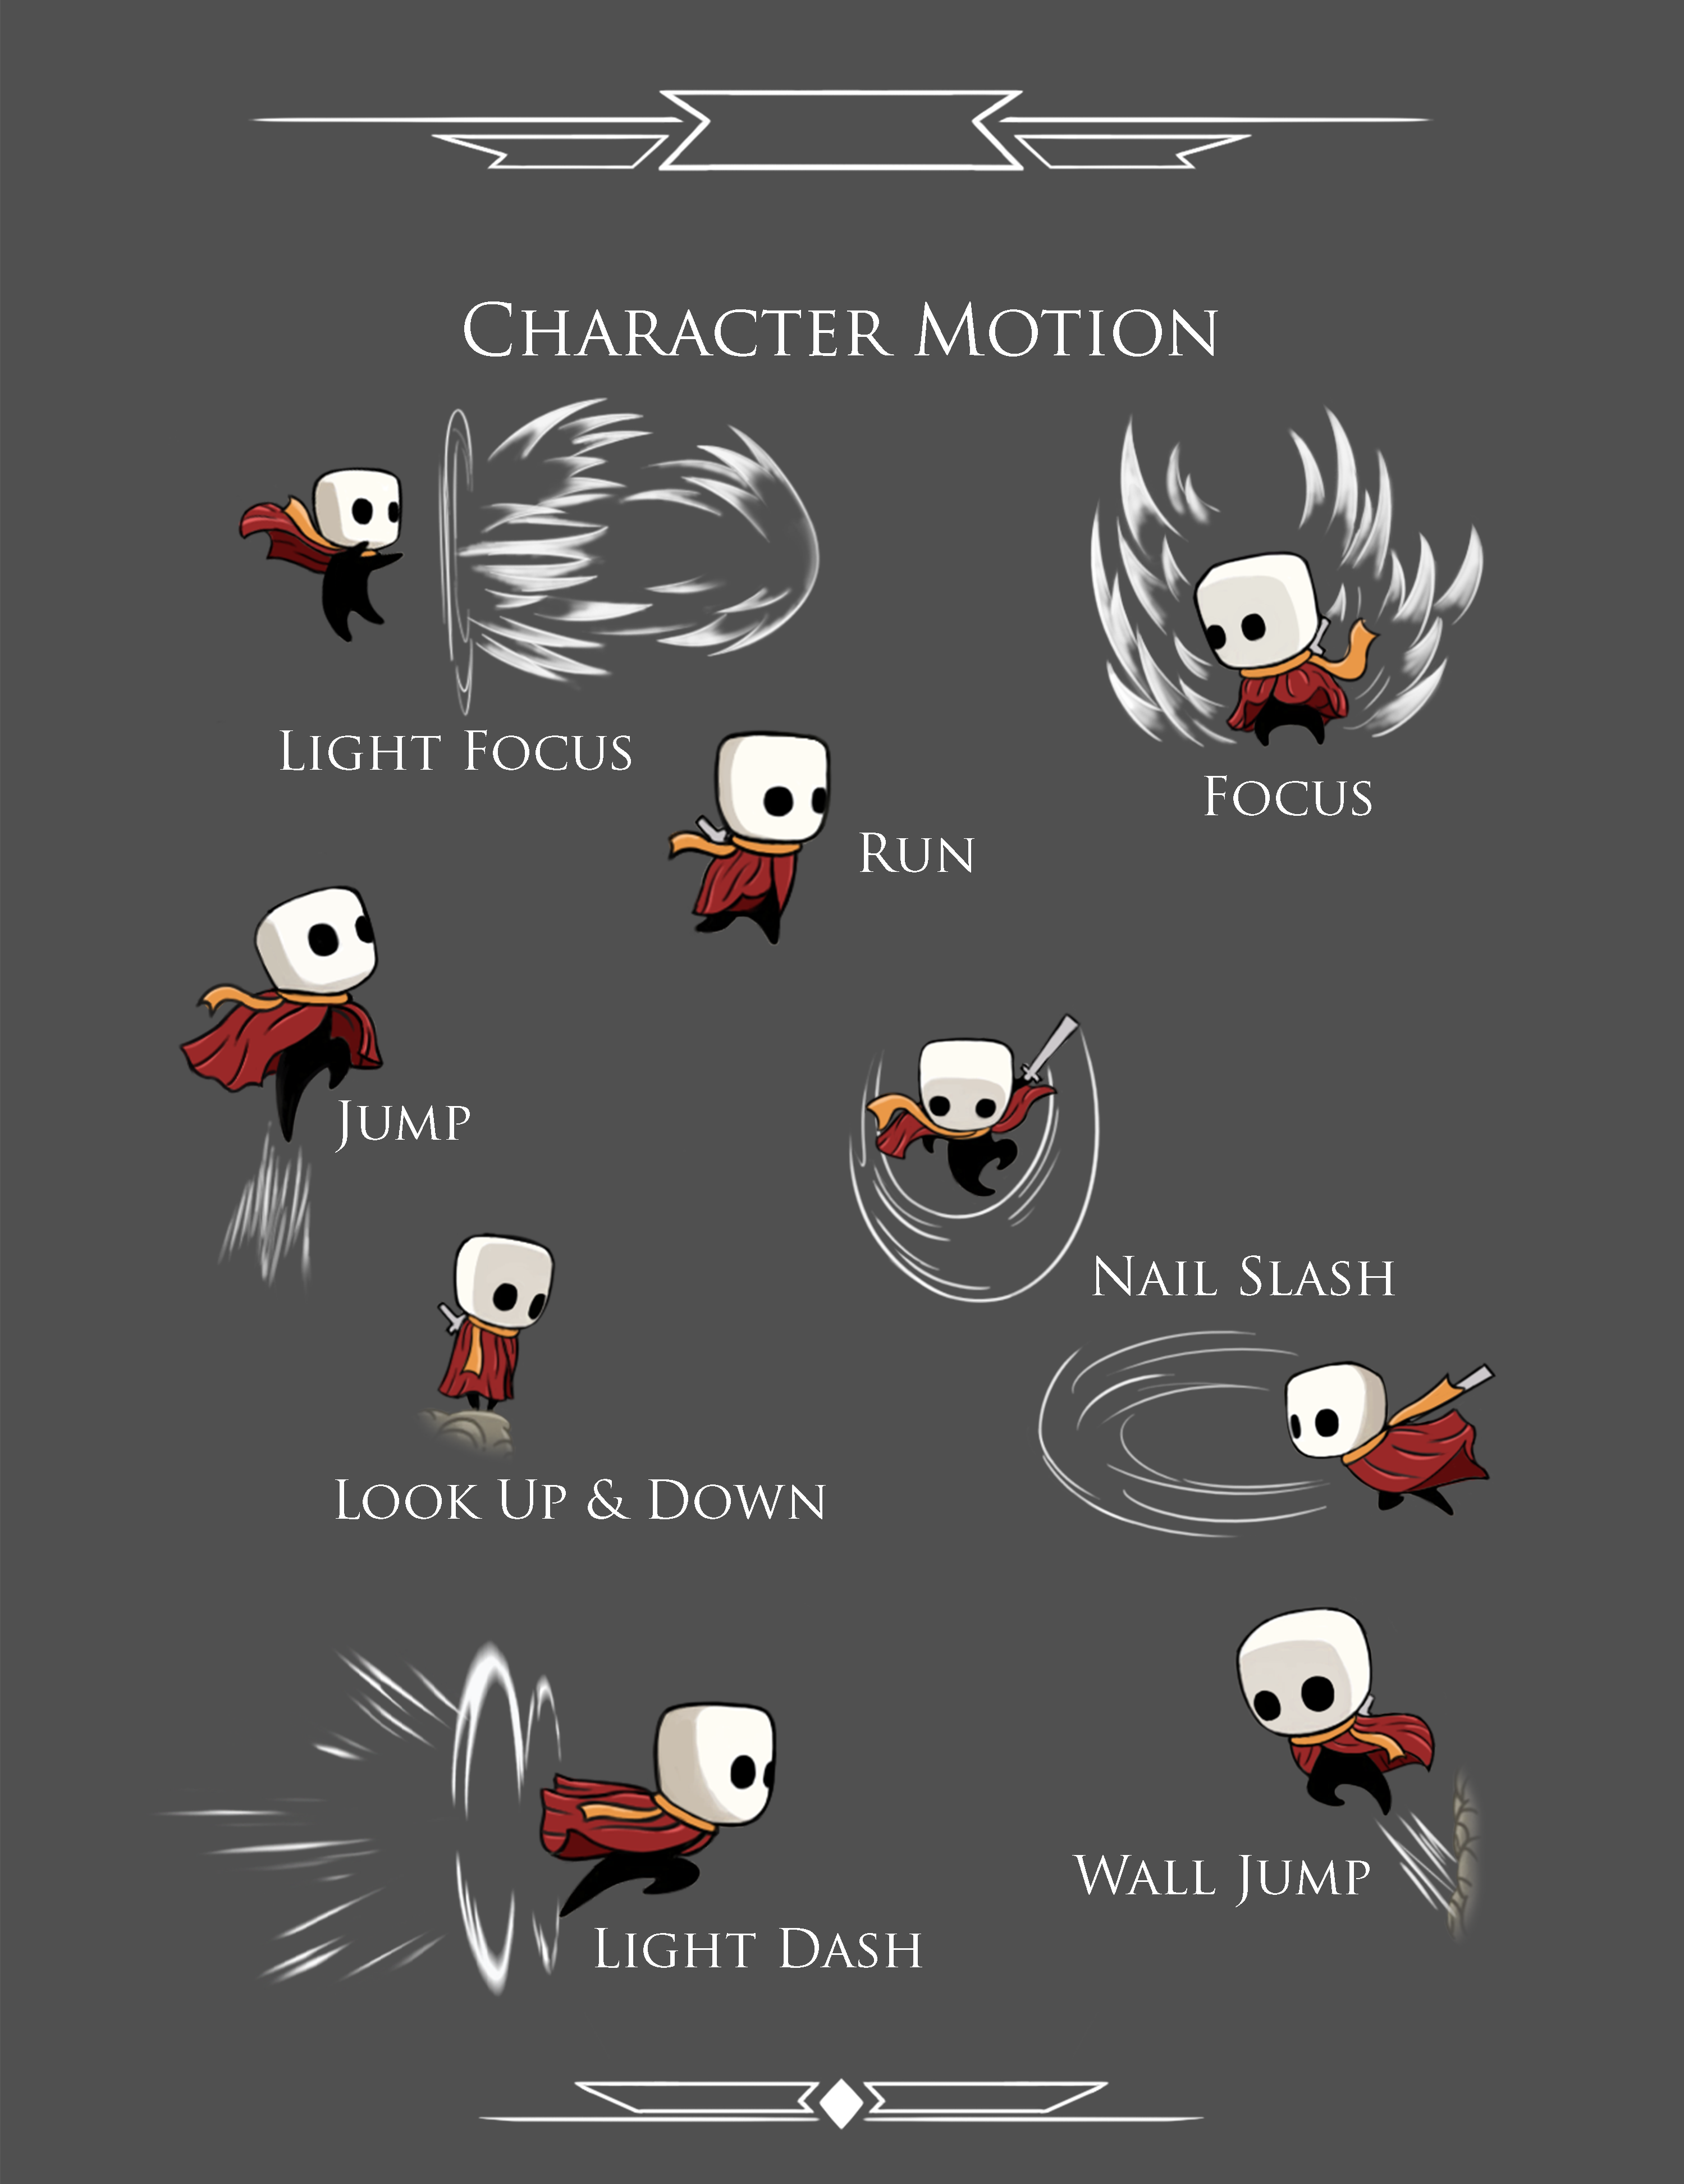 Character Motion
Light Focus
Focus
Run
Jump
Nail Slash
Look Up & Down
Wall Jump
Light Dash